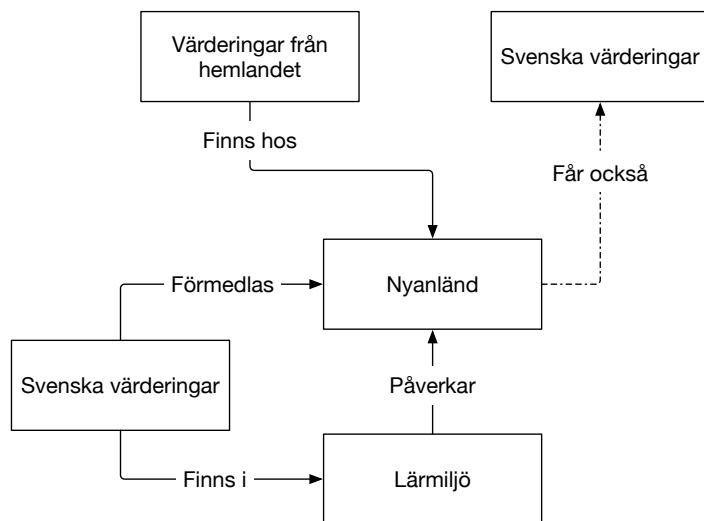 Värderingar från
hemlandet
Svenska värderingar
Finns hos
Får också
Förmedlas
Nyanländ
Svenska värderingar
Påverkar
Finns i
Lärmiljö